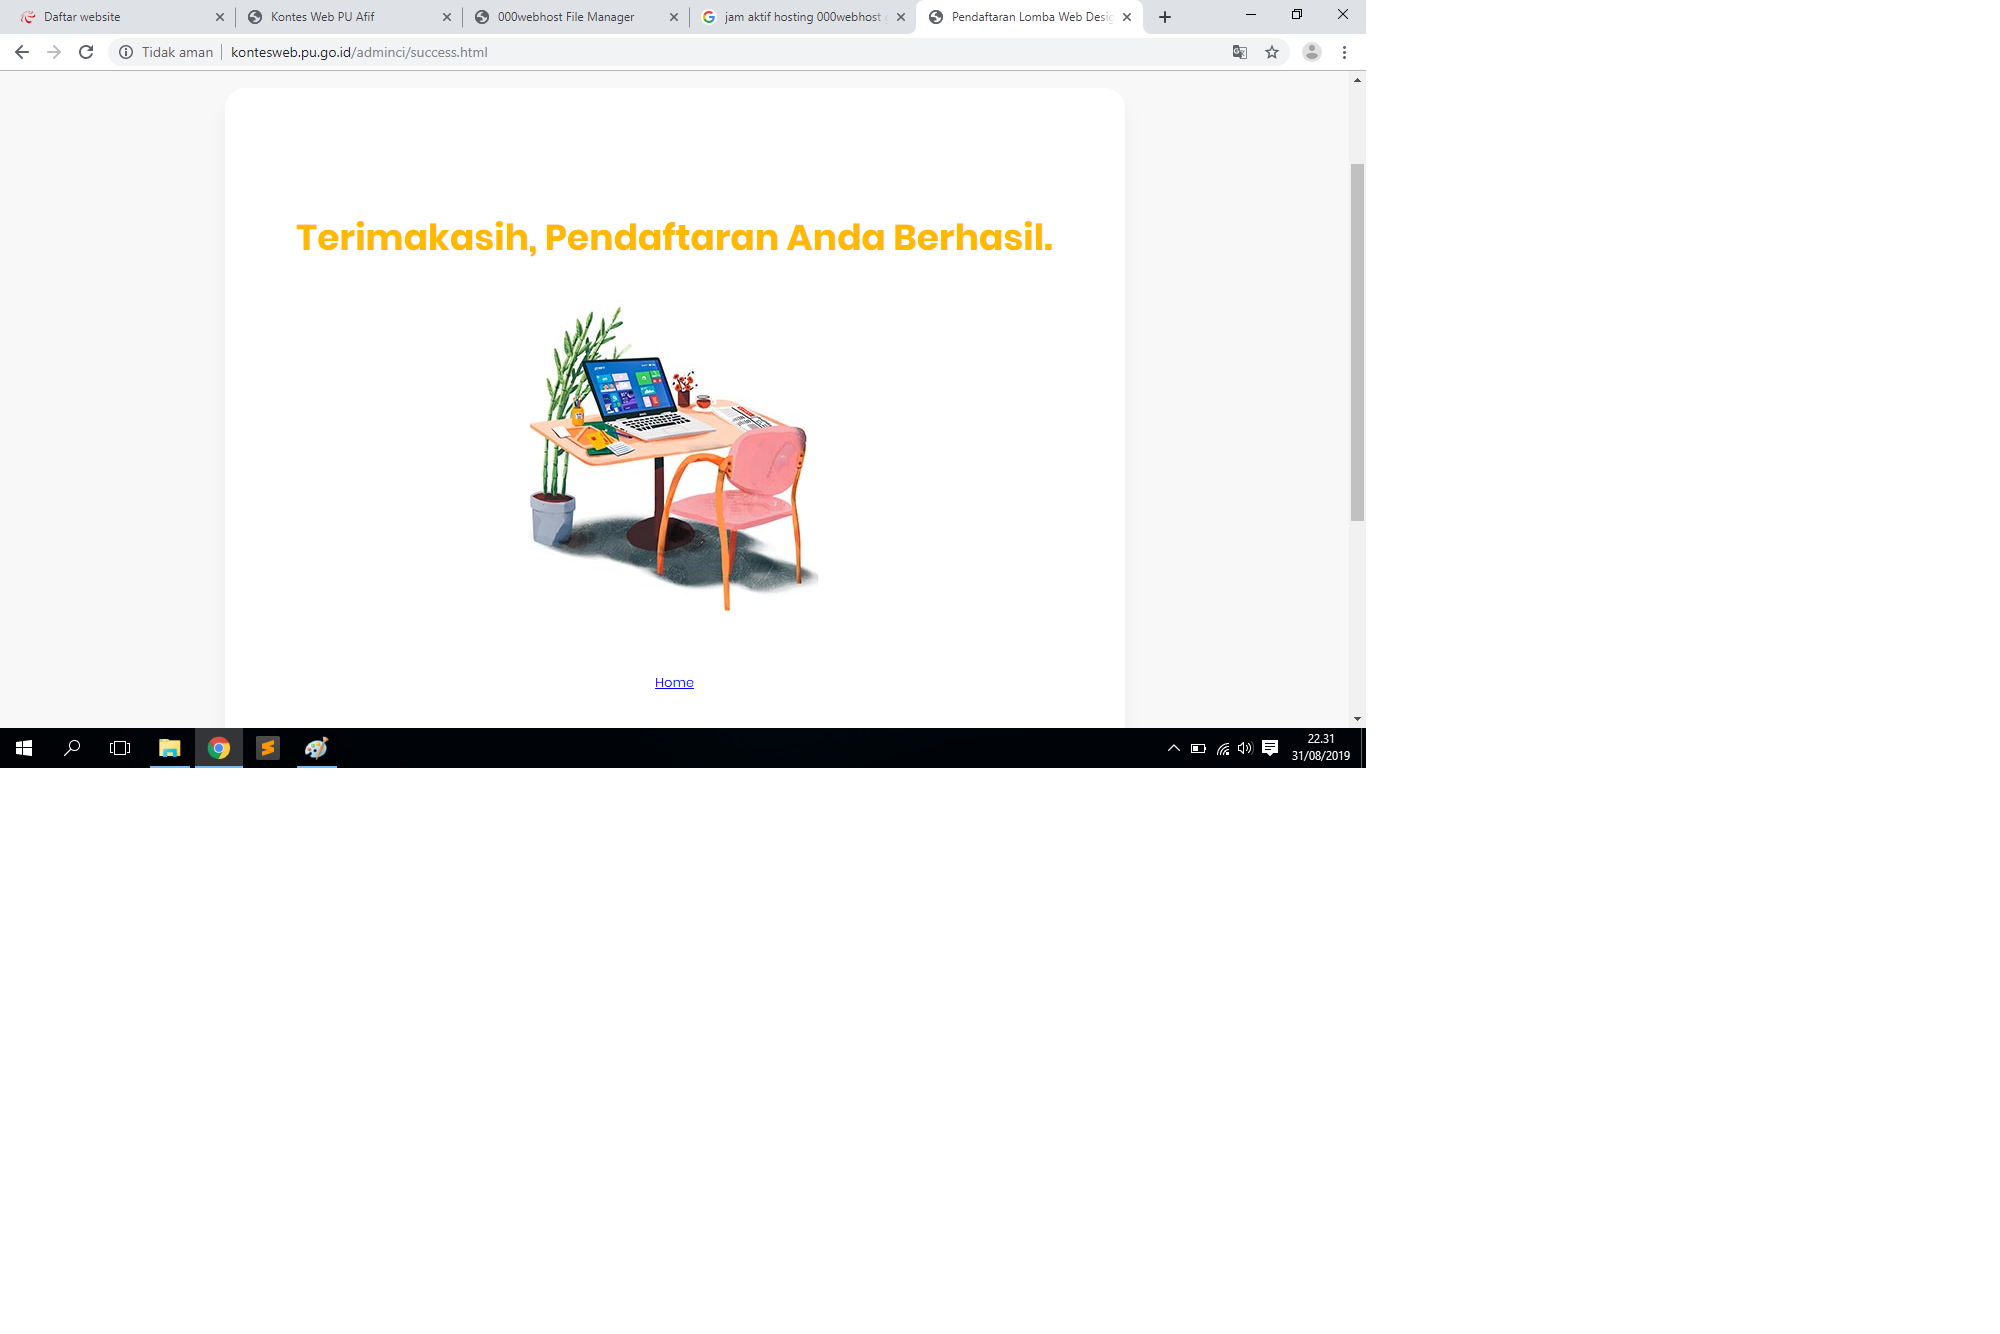 Daftar website
Kontes Web PU Afif
000webhost File Manager
jam aktif hosting 000webhost
Pendaftaran Lomba Web Desig
Tidak aman
kontesweb.pu.go.id/adminci/success.html
Terimakasih, Pendaftaran Anda Berhasil.
Home
22.31
31/08/2019